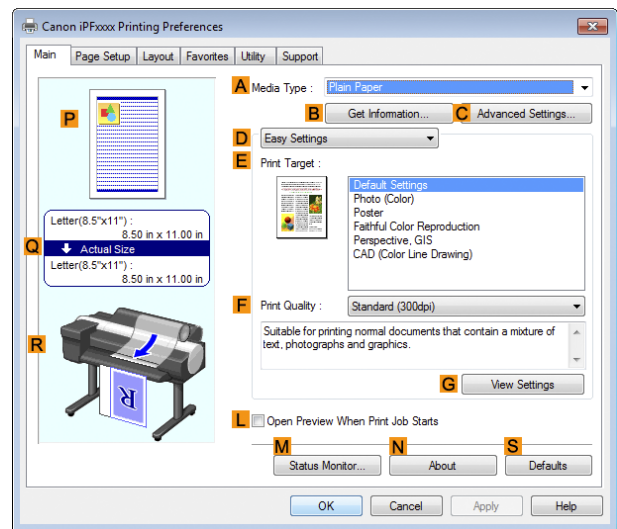 Canon iPFxxxx Printing Preferences
Main Page Setup Layout Favorites Utility Support
A Media Type : Plain Paper
B Get Information... C Advanced Settings...
D Easy Settings
E Print Target :
Default Settings
Photo (Color)
Poster
Faithful Color Reproduction
Perspective, GIS
CAD (Color Line Drawing)
P
Q
Letter(8.5"x11") :
8.50 in x 11.00 in
Actual Size
Letter(8.5"x11") :
8.50 in x 11.00 in
F Print Quality : Standard (300dpi)
Suitable for printing normal documents that contain a mixture of
text, photographs and graphics.
G View Settings
R
R
L Open Preview When Print Job Starts
M N S
Status Monitor... About Defaults
OK Cancel Apply Help